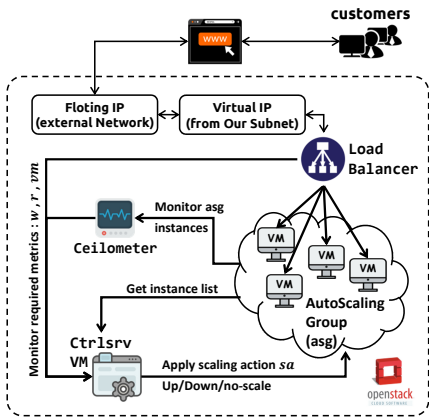 customers
WWW
Floting IP
(external Network)
Virtual IP
(from Our Subnet)
Load
Balancer
Monitor required metrics : w , r , vm
Monitor asg
instances
Ceilometer
VM
VM
VM
VM
AutoScaling
Group
(asg)
Get instance list
Ctrlsrv
VM
Apply scaling action sa
Up/Down/no-scale
openstack
CLOUD SOFTWARE